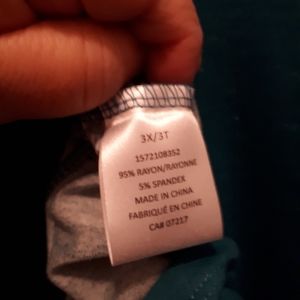 3X/3T
1572108352
95% RAYON/RAYONNE
5% SPANDEX
MADE IN CHINA
FABRIQUÉ EN CHINE
CA# 07217